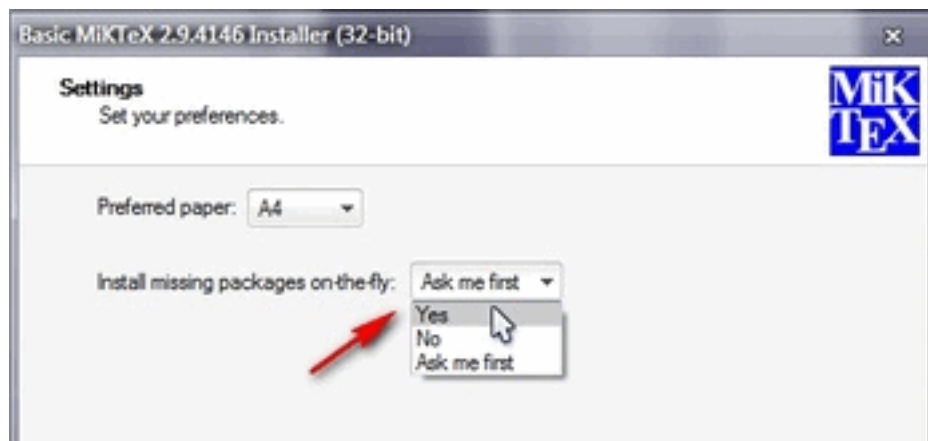 Basic MiKTeX 2.9.4146 Installer (32-bit)
Settings
Set your preferences.
MiK
TEX
Preferred paper: A4
Install missing packages on-the-fly: Ask me first
Yes
No
Ask me first